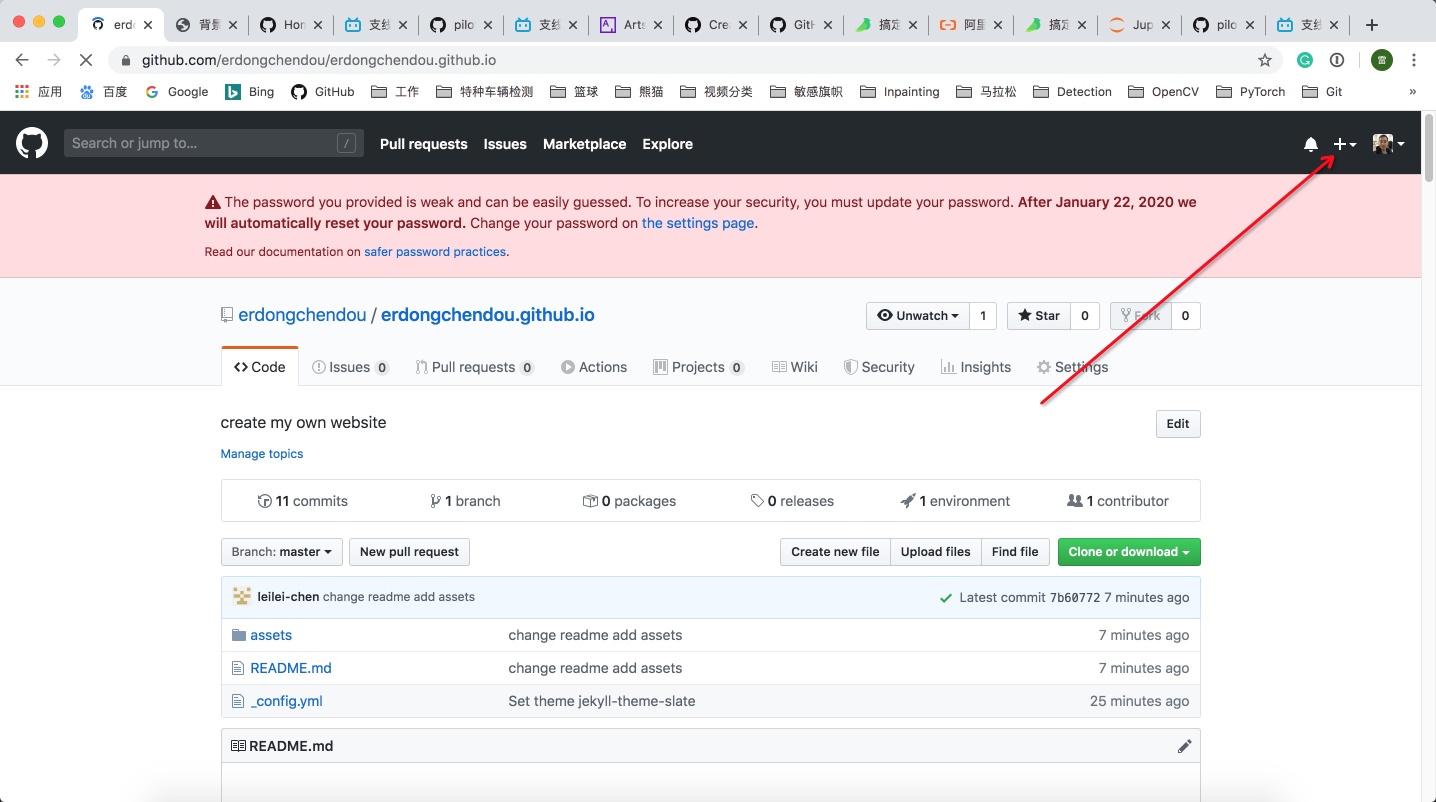 erd 背景 Hon 支线 pilo 支线 Arts Crea GitH 搞定 阿里 搞定 Jup pilo 支线
github.com/erdongchendou/erdongchendou.github.io 雷
应用 百度 Google Bing GitHub 工作 特种车辆检测 篮球 熊猫 视频分类 敏感旗帜 Inpainting 马拉松 Detection OpenCV PyTorch Git »
Search or jump to... / Pull requests Issues Marketplace Explore
The password you provided is weak and can be easily guessed. To increase your security, you must update your password. After January 22, 2020 we
will automatically reset your password. Change your password on the settings page.
Read our documentation on safer password practices.
erdongchendou / erdongchendou.github.io Unwatch 1 Star 0 Fork 0
Code Issues 0 Pull requests 0 Actions Projects 0 Wiki Security Insights Settings
create my own website Edit
Manage topics
11 commits 1 branch 0 packages 0 releases 1 environment 1 contributor
Branch: master New pull request Create new file Upload files Find file Clone or download
leilei-chen change readme add assets Latest commit 7b60772 7 minutes ago
assets change readme add assets 7 minutes ago
README.md change readme add assets 7 minutes ago
_config.yml Set theme jekyll-theme-slate 25 minutes ago
README.md